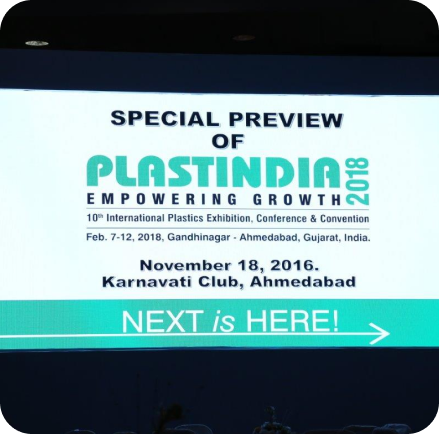 SPECIAL PREVIEW
OF
PLASTINDIA 2018
EMPOWERING GROWTH
10th International Plastics Exhibition, Conference & Convention
Feb. 7-12, 2018, Gandhinagar - Ahmedabad, Gujarat, India.
November 18, 2016.
Karnavati Club, Ahmedabad
NEXT is HERE!